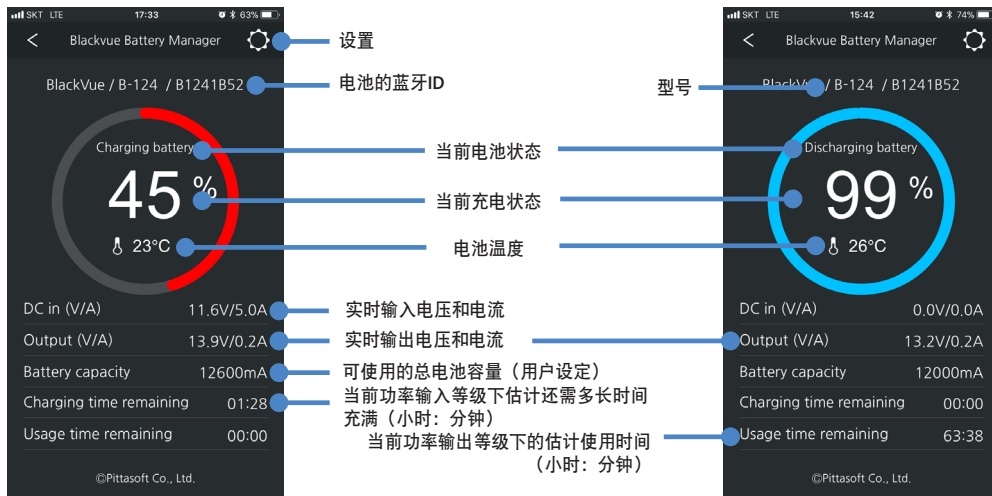 SKT LTE 17:33 63%
Blackvue Battery Manager
BlackVue / B-124 / B1241B52
Charging battery
45 %
23°C
DC in (V/A) 11.6V/5.0A
Output (V/A) 13.9V/0.2A
Battery capacity 12600mA
Charging time remaining 01:28
Usage time remaining 00:00
©Pittasoft Co., Ltd.
设置
电池的蓝牙ID
型号
当前电池状态
当前充电状态
电池温度
实时输入电压和电流
实时输出电压和电流
可使用的总电池容量（用户设定）
当前功率输入等级下估计还需多长时间
充满（小时：分钟）
当前功率输出等级下的估计使用时间
（小时：分钟）
SKT LTE 15:42 74%
Blackvue Battery Manager
BlackVue / B-124 / B1241B52
Discharging battery
99 %
26°C
DC in (V/A) 0.0V/0.0A
Output (V/A) 13.2V/0.2A
Battery capacity 12000mA
Charging time remaining 00:00
Usage time remaining 63:38
©Pittasoft Co., Ltd.